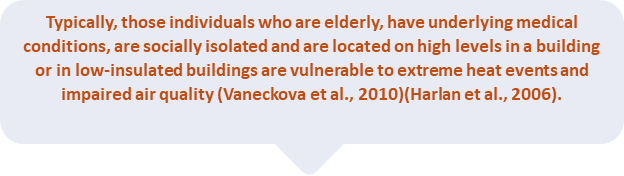 Typically, those individuals who are elderly, have underlying medical
conditions, are socially isolated and are located on high levels in a building
or in low-insulated buildings are vulnerable to extreme heat events and
impaired air quality (Vaneckova et al., 2010)(Harlan et al., 2006).